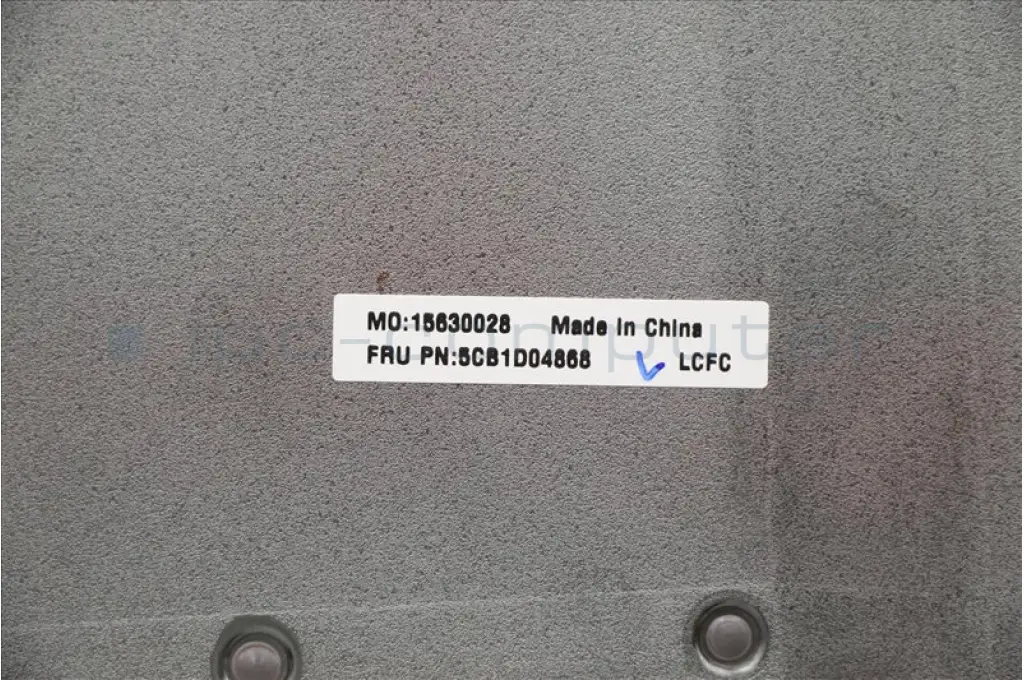 MO:15630028 Made In China
FRU PN:5CB1D04868 LCFC